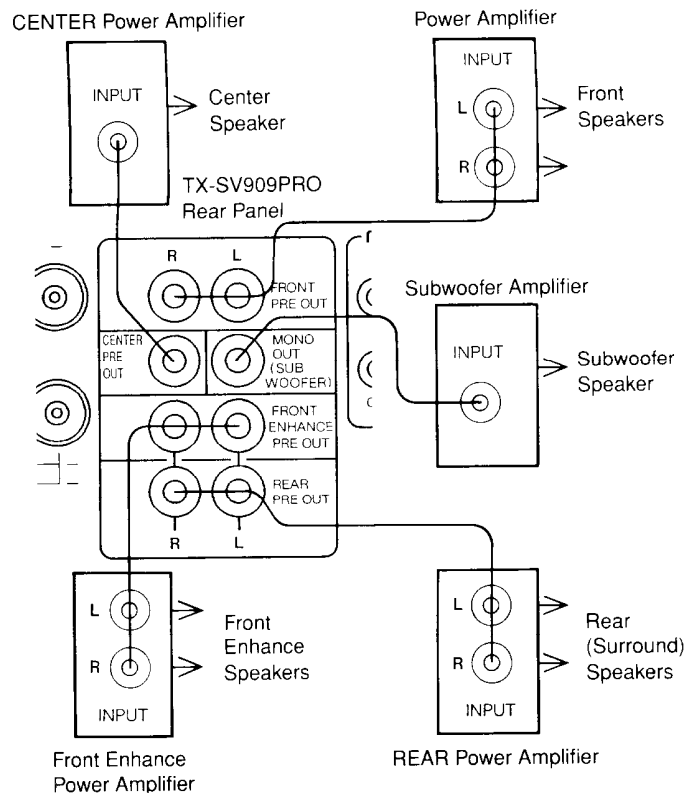 CENTER Power Amplifier
INPUT
Center
Speaker
Power Amplifier
INPUT
L
R
Front
Speakers
TX-SV909PRO
Rear Panel
R
L
FRONT
PRE OUT
CENTER
PRE
OUT
MONO
OUT
(SUB
WOOFER)
FRONT
ENHANCE
PRE OUT
REAR
PRE OUT
R
L
Subwoofer Amplifier
INPUT
Subwoofer
Speaker
L
R
INPUT
Front
Enhance
Speakers
Front Enhance
Power Amplifier
L
R
INPUT
Rear
(Surround)
Speakers
REAR Power Amplifier